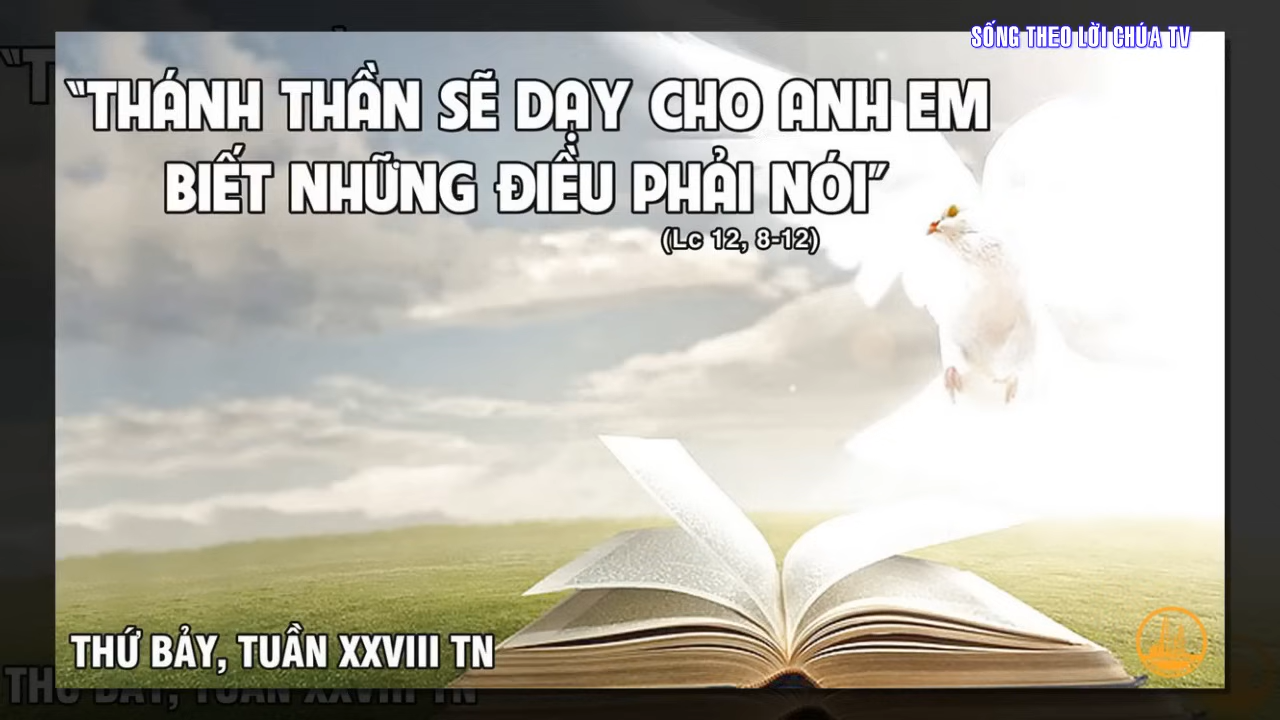 SỐNG THEO LỜI CHÚA TV
“THÁNH THẦN SẼ DẠY CHO ANH EM
BIẾT NHỮNG ĐIỀU PHẢI NÓI”
(Lc 12, 8-12)
THỨ BẢY, TUẦN XXVIII TN